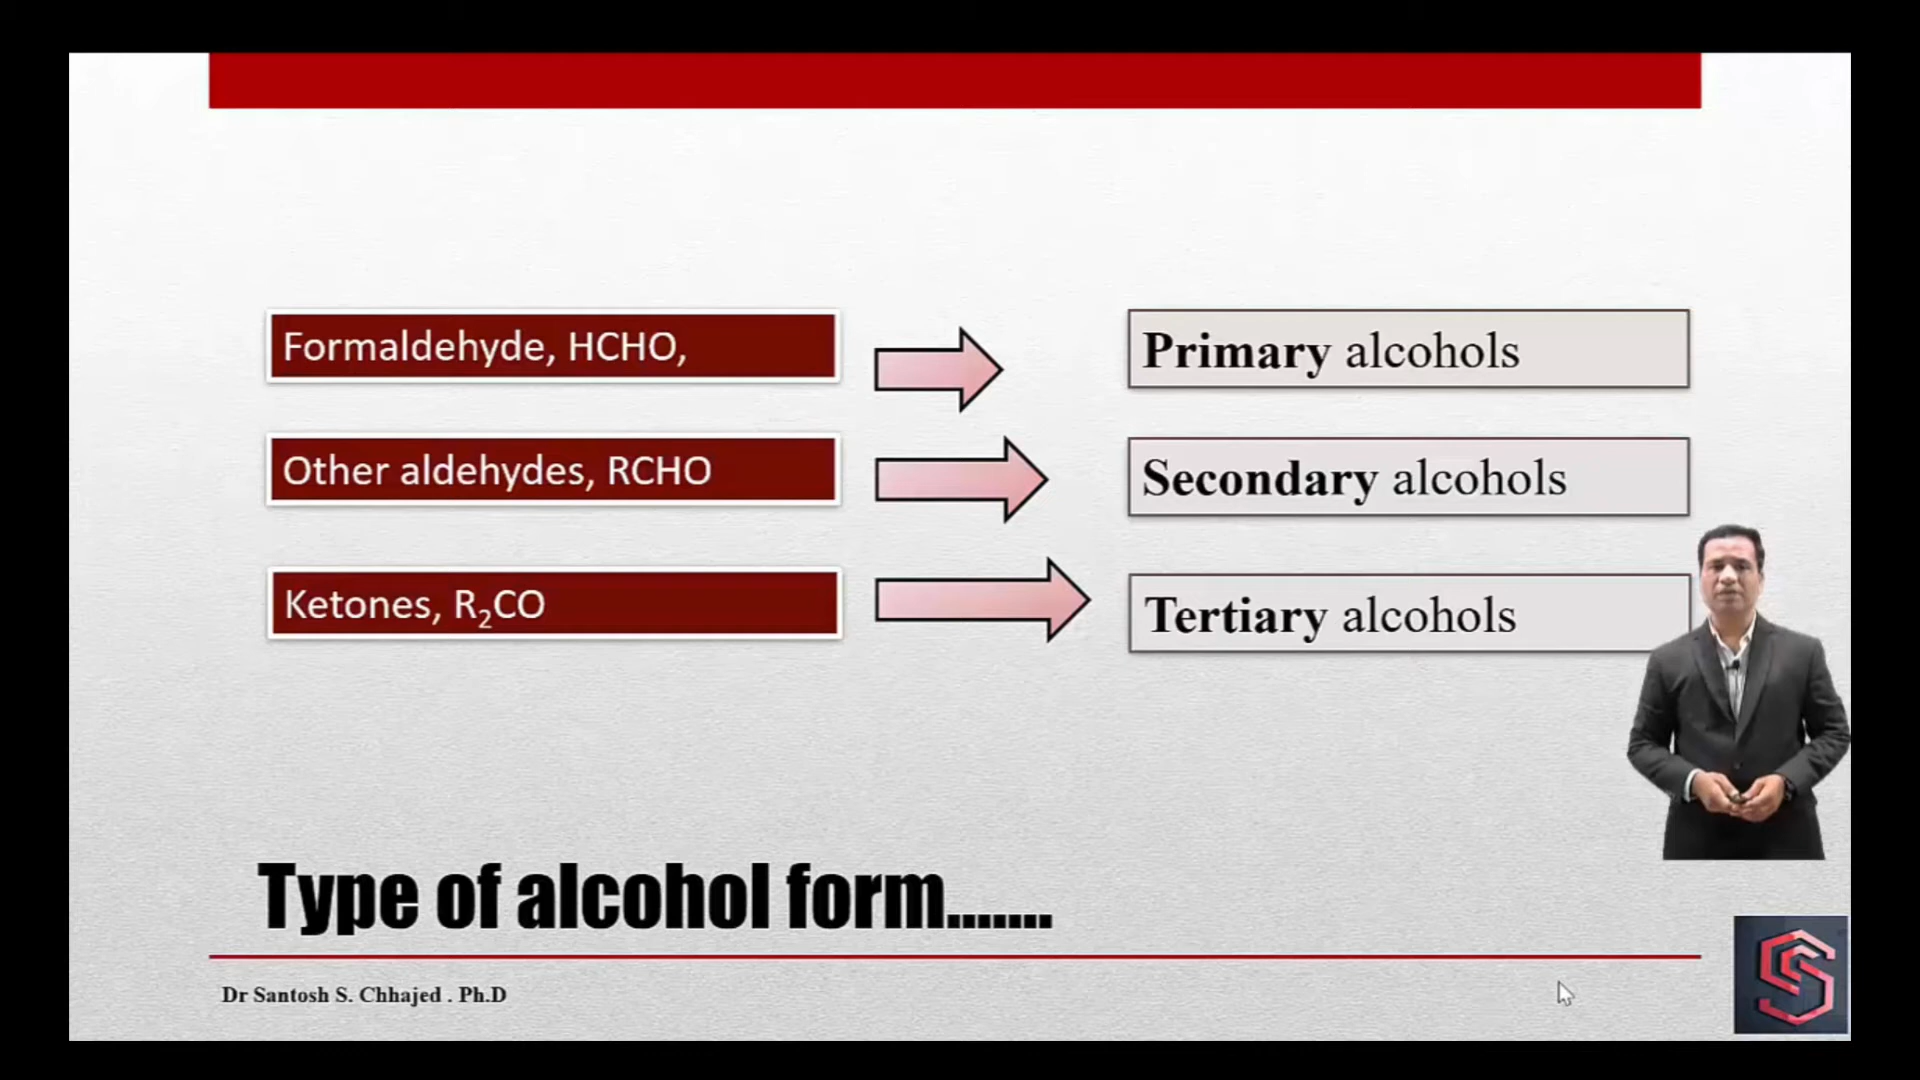 Formaldehyde, HCHO,
Primary alcohols
Other aldehydes, RCHO
Secondary alcohols
Ketones, R₂CO
Tertiary alcohols
Type of alcohol form.......
Dr Santosh S. Chhajed . Ph.D